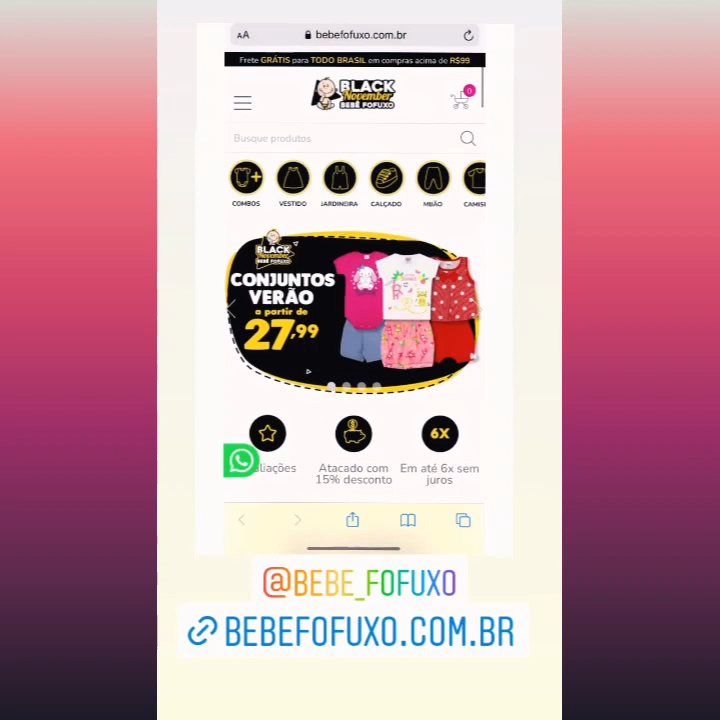 AA
bebefofuxo.com.br
Frete GRÁTIS para TODO BRASIL em compras acima de R$99
BLACK
November
BEBÊ FOFUXO
0
Busque produtos
COMBOS
VESTIDO
JARDINEIRA
CALÇADO
MIJÃO
CAMIS
BLACK
November
BEBÊ FOFUXO
CONJUNTOS
VERÃO
a partir de
27,99
6X
aliações
Atacado com
15% desconto
Em até 6x sem
juros
@BEBE_FOFUXO
BEBEFOFUXO.COM.BR